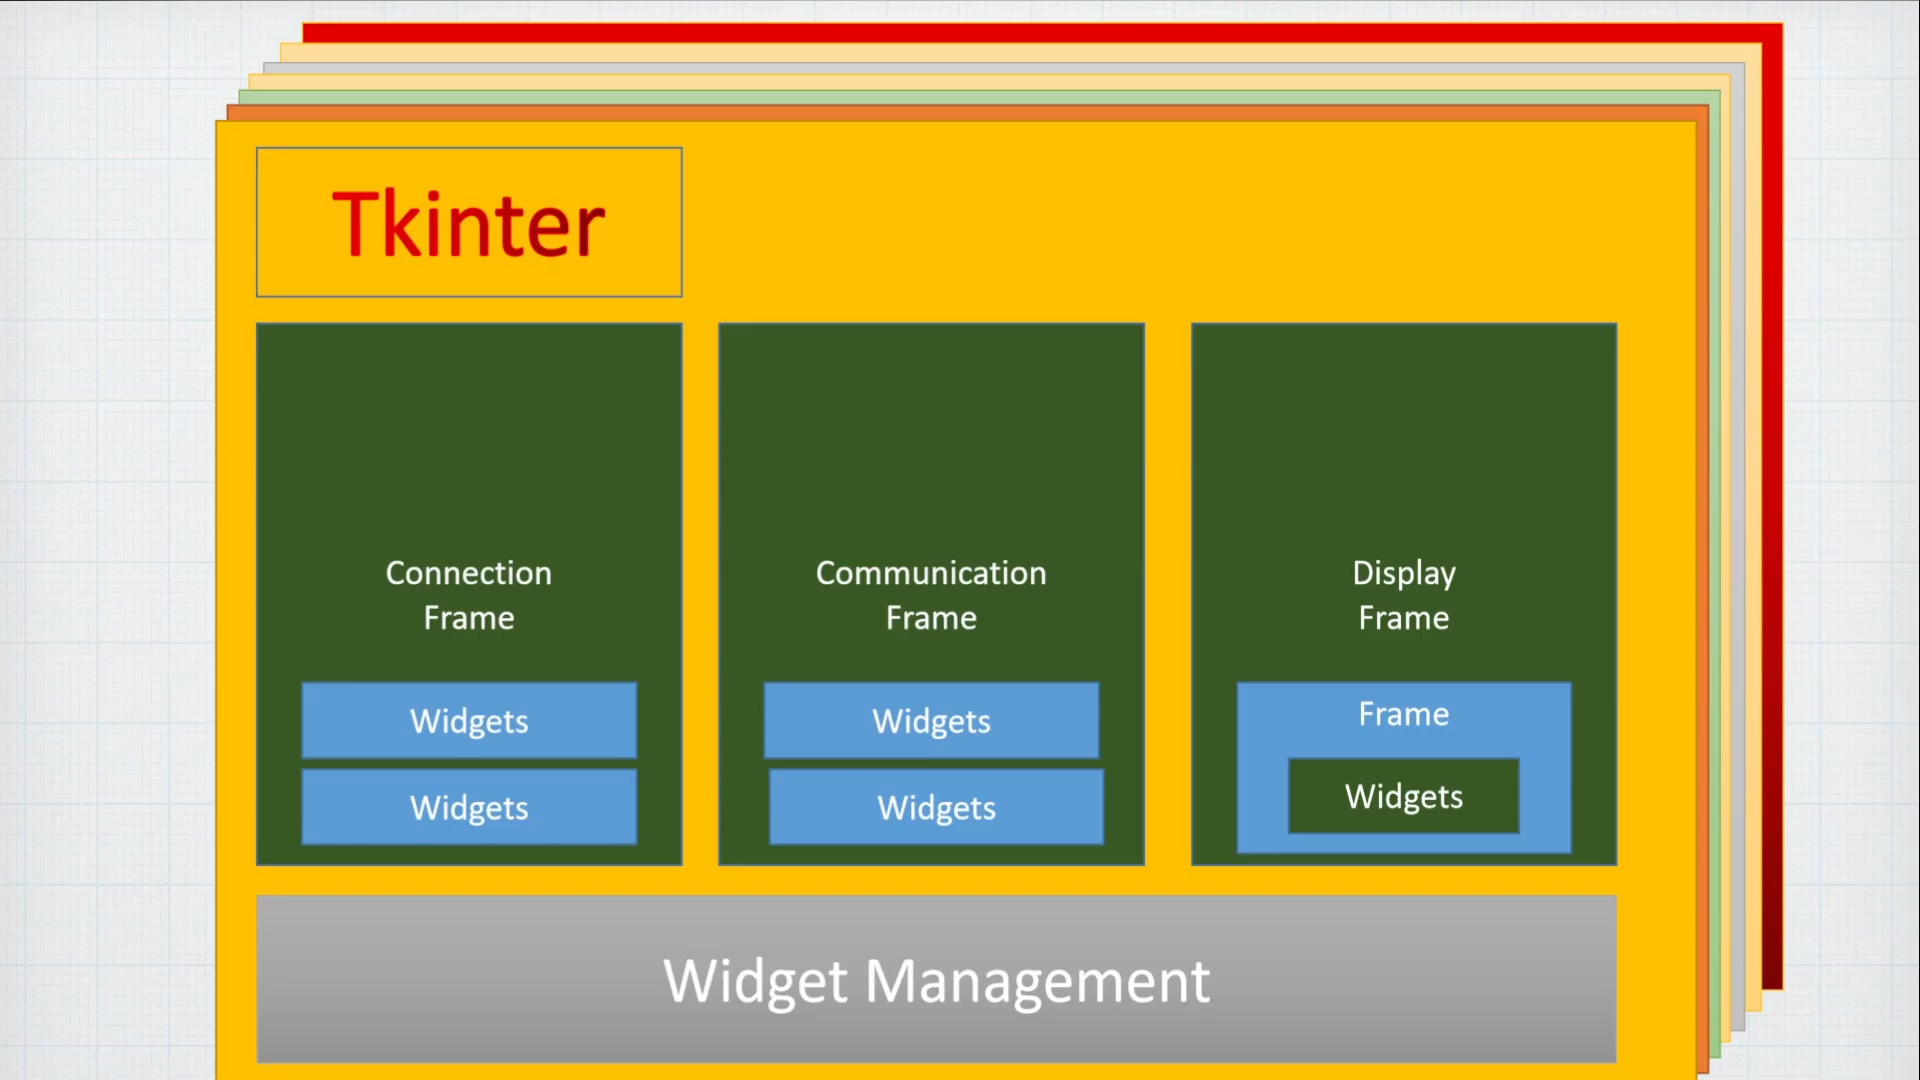 Tkinter
Connection
Frame
Widgets
Widgets
Communication
Frame
Widgets
Widgets
Display
Frame
Frame
Widgets
Widget Management